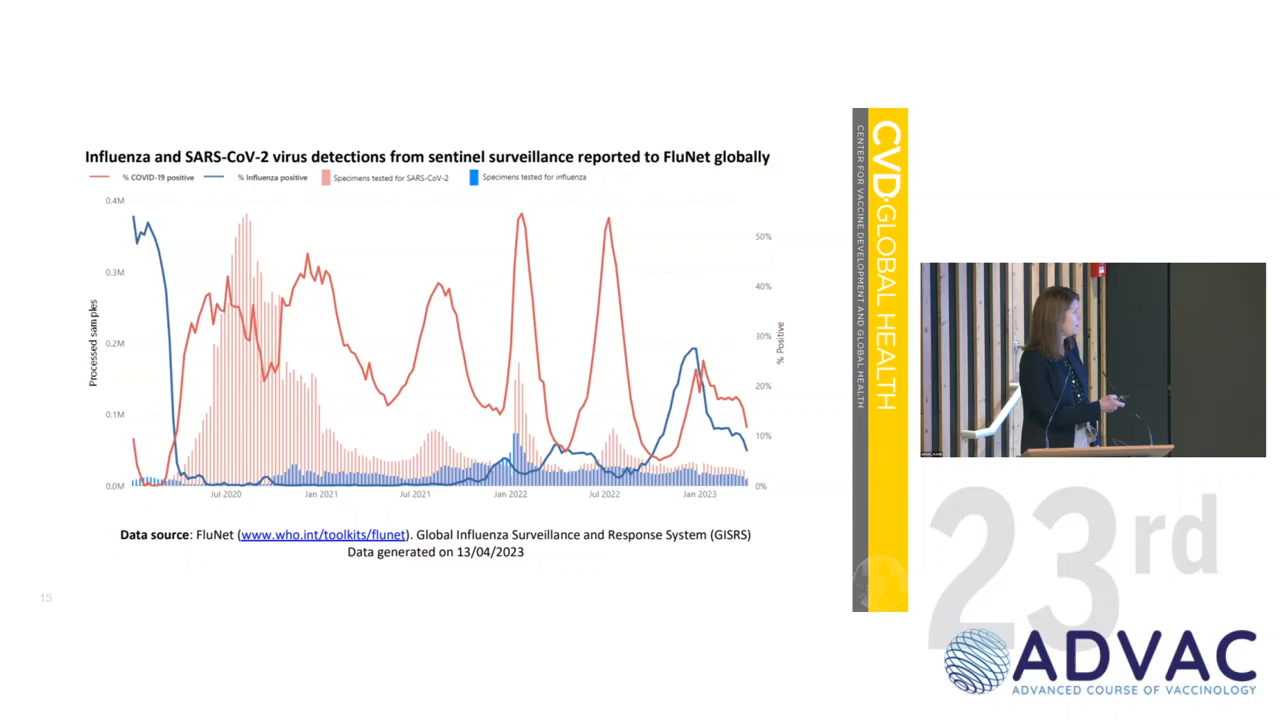 Influenza and SARS-CoV-2 virus detections from sentinel surveillance reported to FluNet globally
% COVID-19 positive
% Influenza positive
Specimens tested for SARS-CoV-2
Specimens tested for influenza
0.4M
0.3M
0.2M
0.1M
0.0M
Processed samples
50%
40%
30%
20%
10%
0%
% Positive
Jul 2020
Jan 2021
Jul 2021
Jan 2022
Jul 2022
Jan 2023
Data source: FluNet (www.who.int/toolkits/flunet). Global Influenza Surveillance and Response System (GISRS)
Data generated on 13/04/2023
15
CVD·GLOBAL HEALTH
CENTER FOR VACCINE DEVELOPMENT AND GLOBAL HEALTH
23rd
ADVAC
ADVANCED COURSE OF VACCINOLOGY